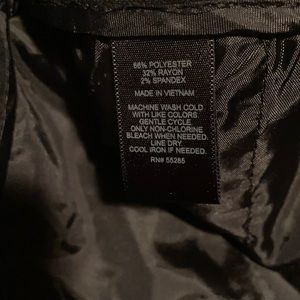 66% POLYESTER
32% RAYON
2% SPANDEX
MADE IN VIETNAM
MACHINE WASH COLD
WITH LIKE COLORS.
GENTLE CYCLE.
ONLY NON-CHLORINE
BLEACH WHEN NEEDED.
LINE DRY.
COOL IRON IF NEEDED.
RN# 55285